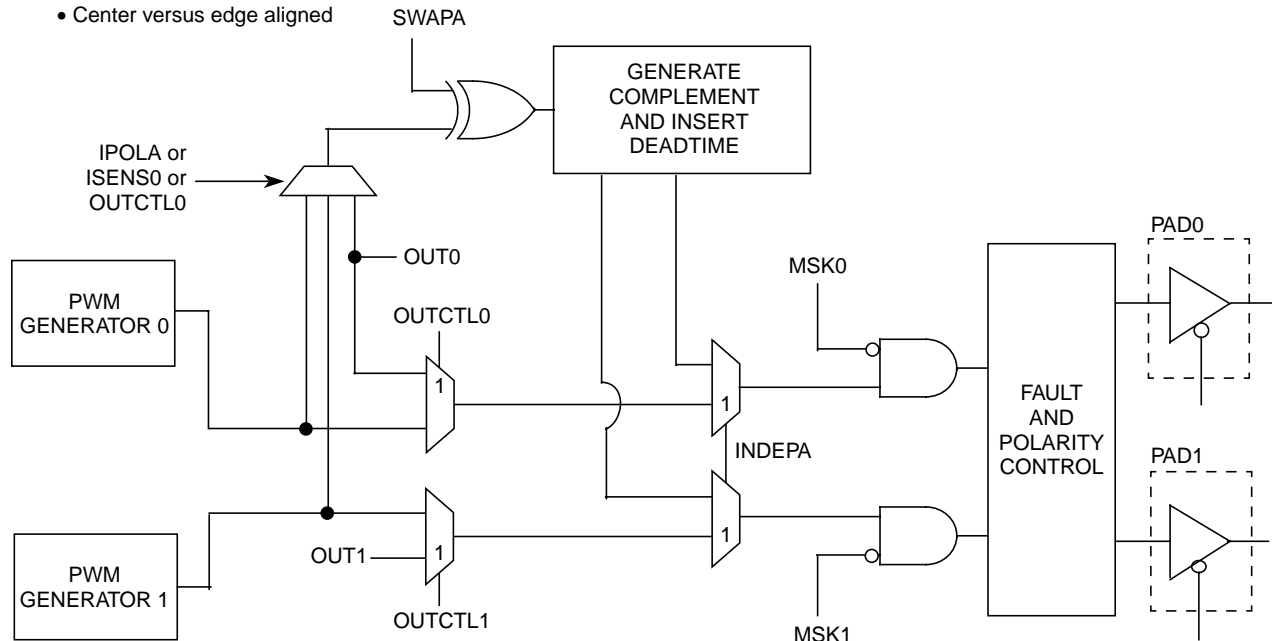 • Center versus edge aligned
SWAPA
GENERATE
COMPLEMENT
AND INSERT
DEADTIME
IPOLA or
ISENS0 or
OUTCTL0
PAD0
OUT0
MSK0
PWM
GENERATOR 0
OUTCTL0
1
1
FAULT
AND
POLARITY
CONTROL
INDEPA
PAD1
1
1
OUT1
PWM
GENERATOR 1
OUTCTL1
MSK1